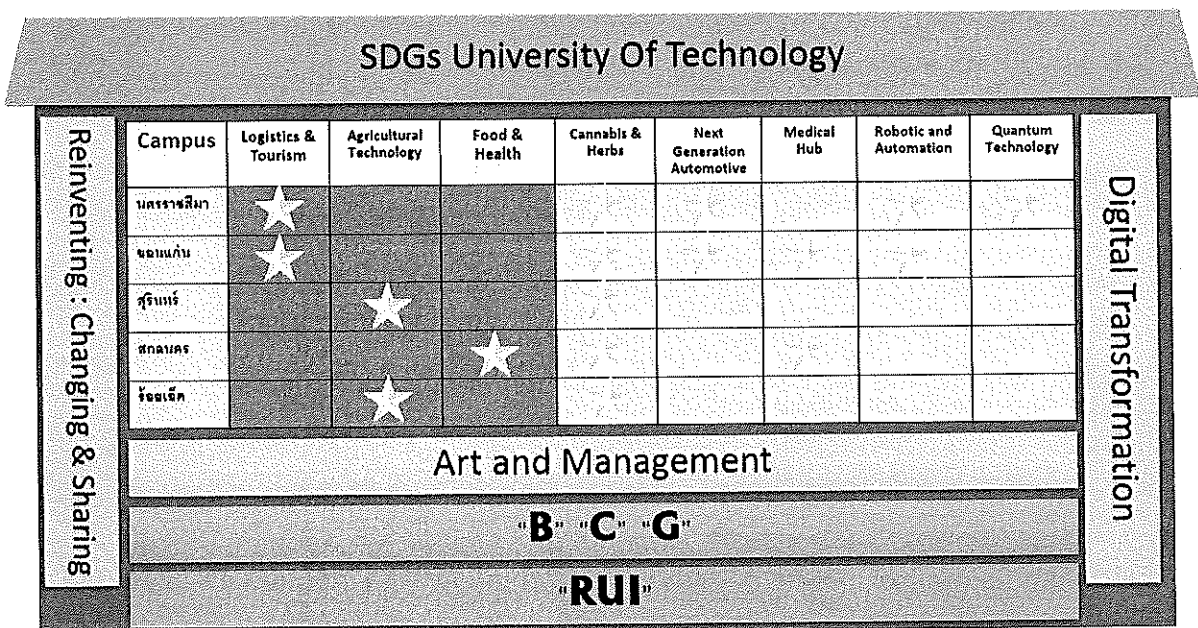 SDGs University Of Technology
Reinventing : Changing & Sharing
Campus
Logistics &
Tourism
Agricultural
Technology
Food &
Health
Cannabis &
Herbs
Next
Generation
Automotive
Medical
Hub
Robotic and
Automation
Quantum
Technology
นครราชสีมา
ขอนแก่น
สุรินทร์
สกลนคร
ร้อยเอ็ด
Art and Management
"B" "C" "G"
"RUI"
Digital Transformation